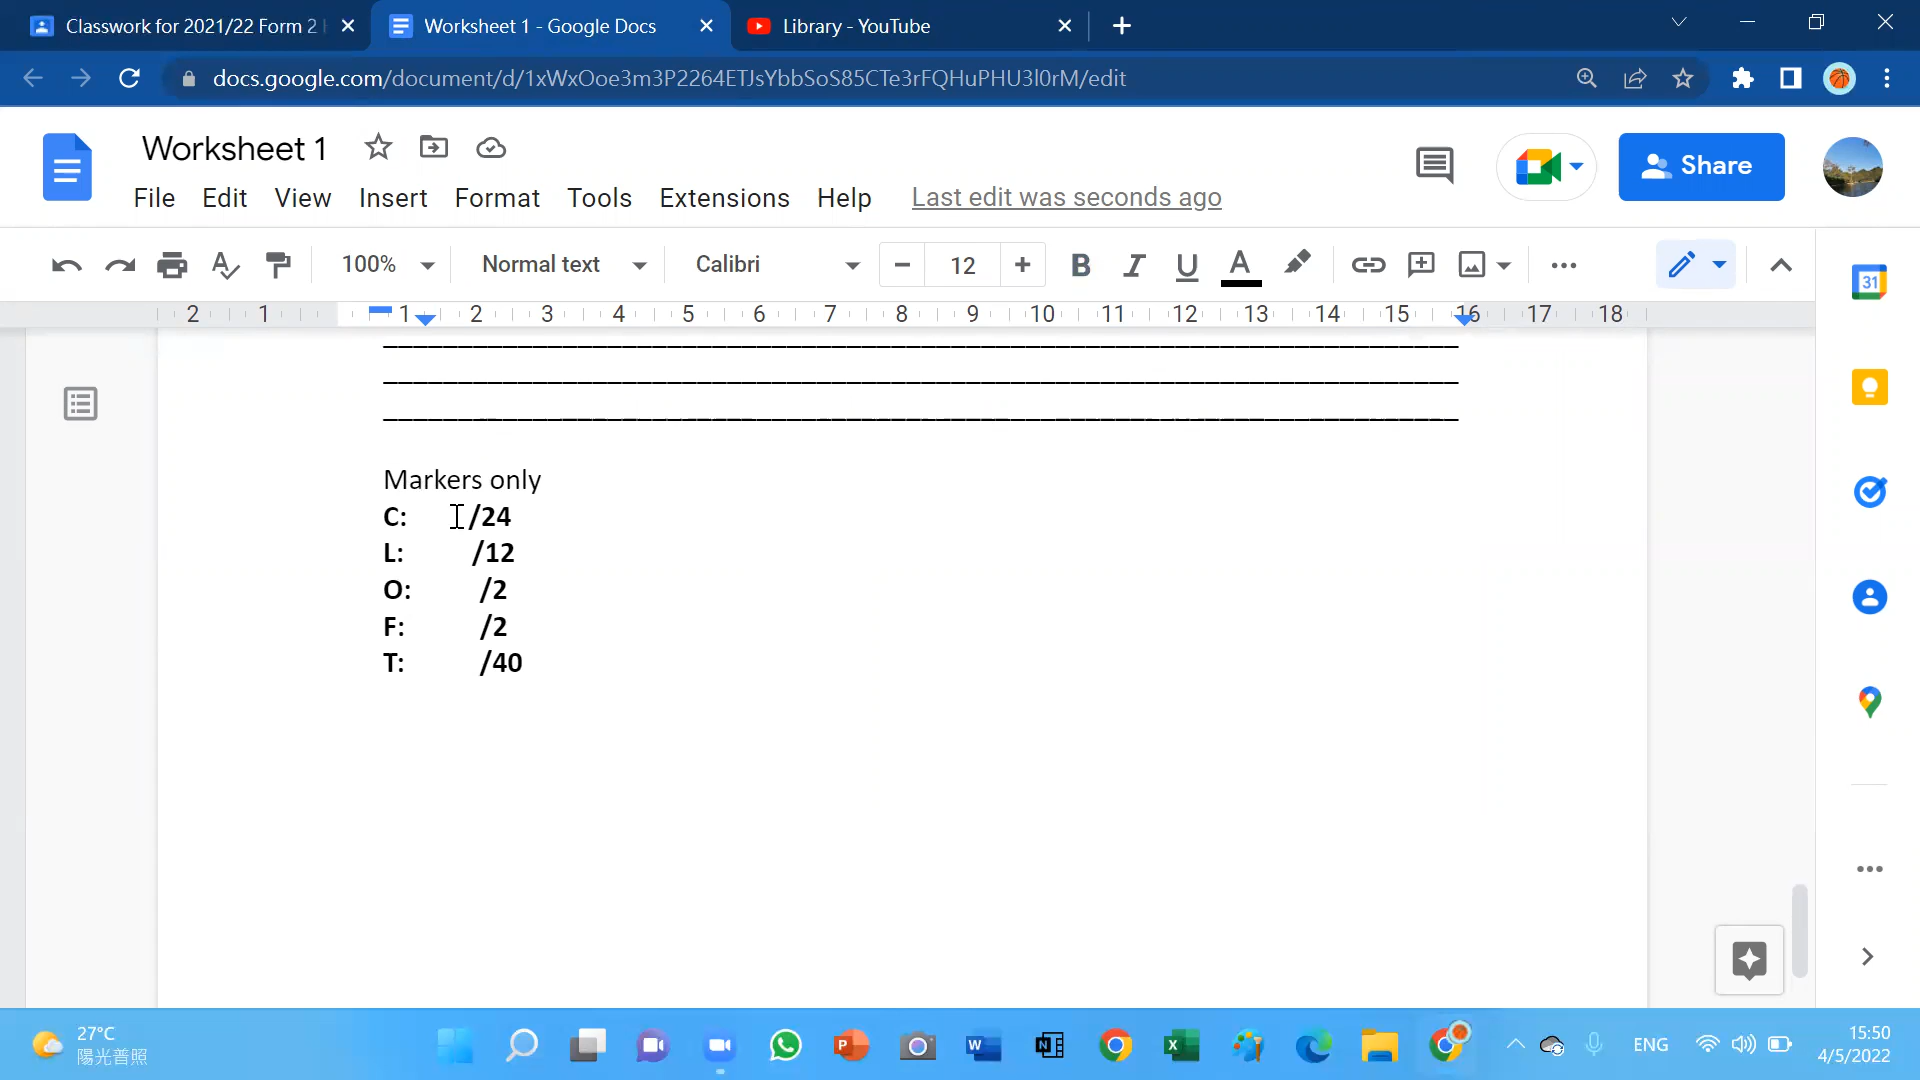 Classwork for 2021/22 Form 2
Worksheet 1 - Google Docs
Library - YouTube
docs.google.com/document/d/1xWxOoe3m3P2264ETJsYbbSoS85CTe3rFQHuPHU3l0rM/edit
Worksheet 1
Share
File Edit View Insert Format Tools Extensions Help Last edit was seconds ago
100% Normal text Calibri 12 B I U A
2 1 1 2 3 4 5 6 7 8 9 10 11 12 13 14 15 16 17 18
31
Markers only
C: /24
L: /12
O: /2
F: /2
T: /40
27°C
陽光普照
ENG
15:50
4/5/2022